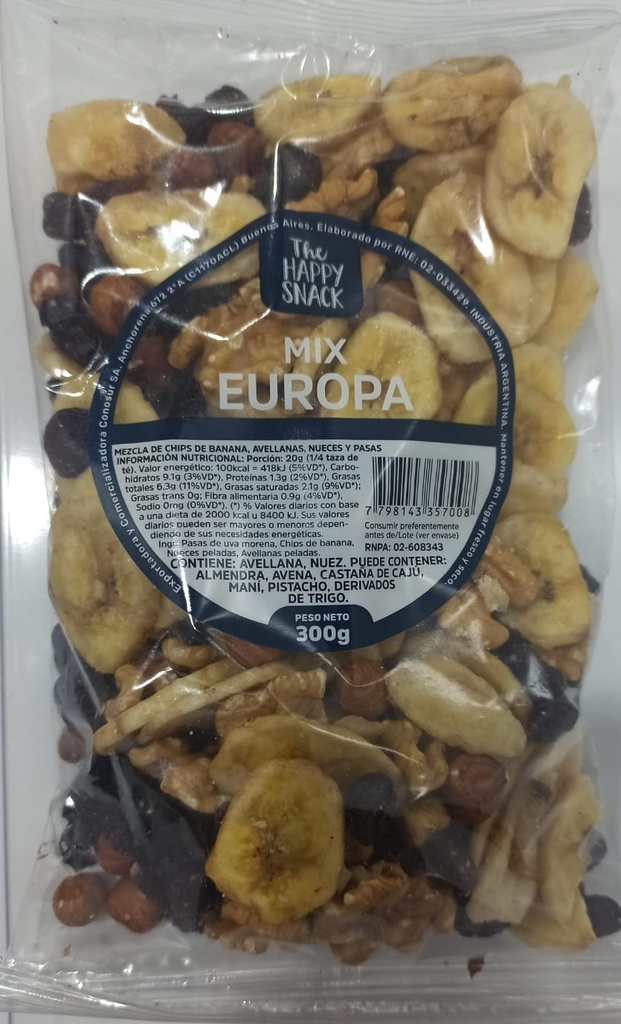 The
HAPPY
SNACK
MIX
EUROPA
Exportadora y Comercializadora Conosur SA. Anchorena 672 2°A (C1170ACL) Buenos Aires. Elaborado por RNE: 02-033429. INDUSTRIA ARGENTINA. Mantener en lugar fresco y seco.
MEZCLA DE CHIPS DE BANANA, AVELLANAS, NUECES Y PASAS
INFORMACIÓN NUTRICIONAL: Porción: 20g (1/4 taza de
té). Valor energético: 100kcal = 418kJ (5%VD*), Carbo-
hidratos 9.1g (3%VD*), Proteínas 1.3g (2%VD*), Grasas
totales 6.3g (11%VD*), Grasas saturadas 2.1g (9%VD*);
Grasas trans 0g; Fibra alimentaria 0.9g (4%VD*),
Sodio 0mg (0%VD*). (*) % Valores diarios con base
a una dieta de 2000 kcal u 8400 kJ. Sus valores
diarios pueden ser mayores o menores depen-
diendo de sus necesidades energéticas.
Ing.: Pasas de uva morena, Chips de banana,
Nueces peladas, Avellanas peladas.
7 798143 357008
Consumir preferentemente
antes de/Lote (ver envase)
RNPA: 02-608343
CONTIENE: AVELLANA, NUEZ. PUEDE CONTENER:
ALMENDRA, AVENA, CASTAÑA DE CAJÚ,
MANÍ, PISTACHO, DERIVADOS
DE TRIGO.
PESO NETO
300g